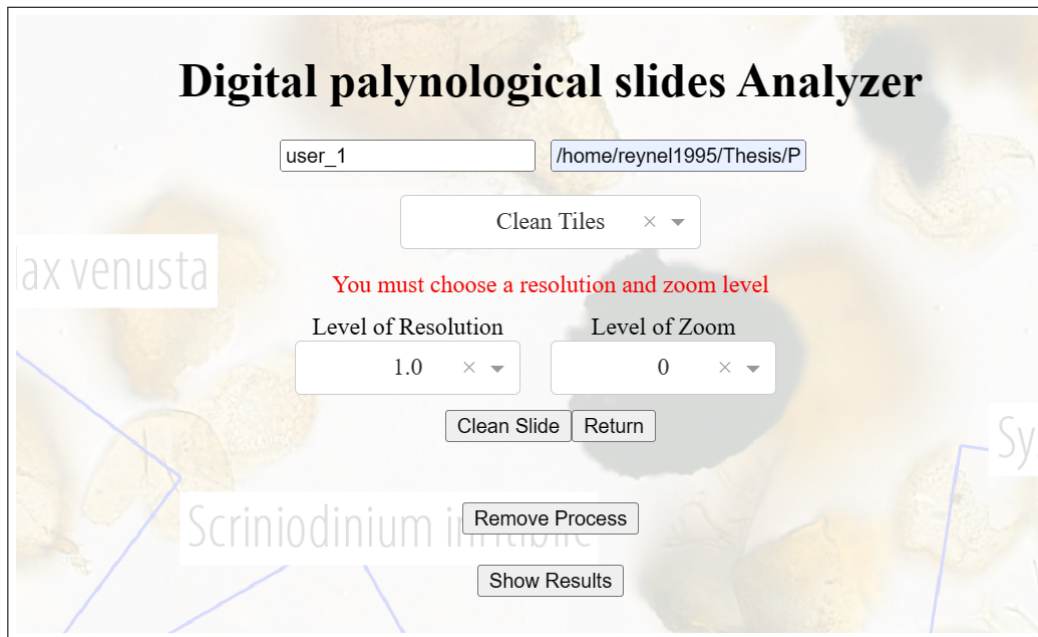 Digital palynological slides Analyzer
user_1 /home/reynel1995/Thesis/P
Clean Tiles
ax venusta
You must choose a resolution and zoom level
Level of Resolution Level of Zoom
1.0 0
Clean Slide Return
Sy
Scriniodinium
Remove Process
Show Results